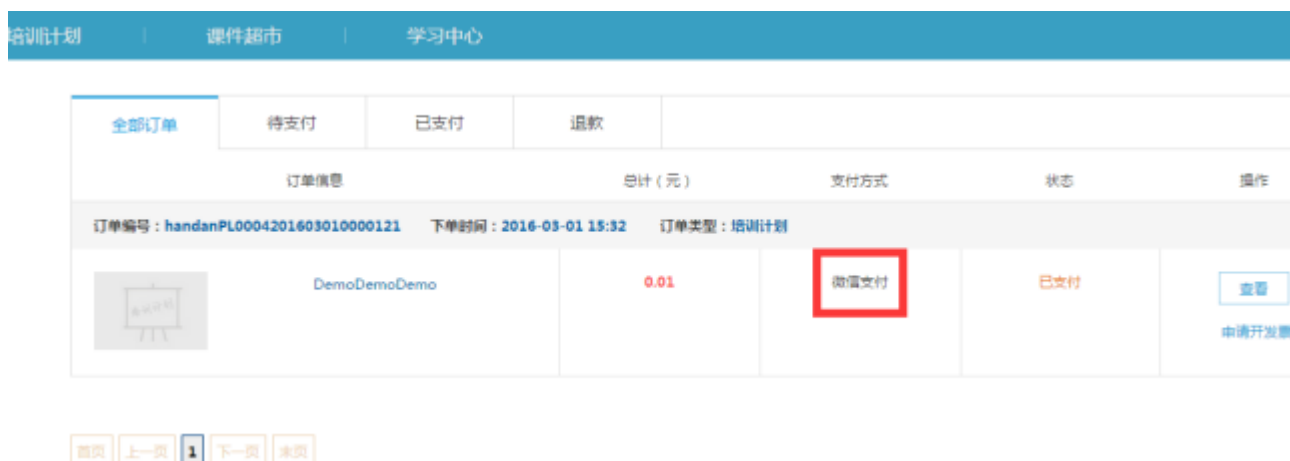 培训计划 课件超市 学习中心
全部订单 待支付 已支付 退款
订单信息 总计（元） 支付方式 状态 操作
订单编号：handanPL0004201603010000121 下单时间：2016-03-01 15:32 订单类型：培训计划
DemoDemoDemo 0.01 微信支付 已支付 查看
申请开发票
首页 上一页 1 下一页 末页